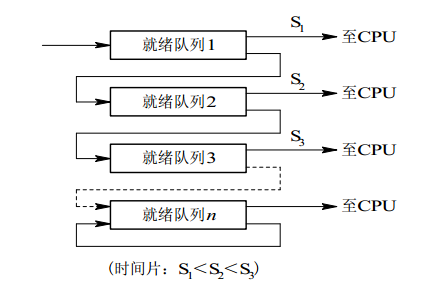 就绪队列1 S1 至CPU
就绪队列2 S2 至CPU
就绪队列3 S3 至CPU
就绪队列n 至CPU
(时间片：S1＜S2＜S3)